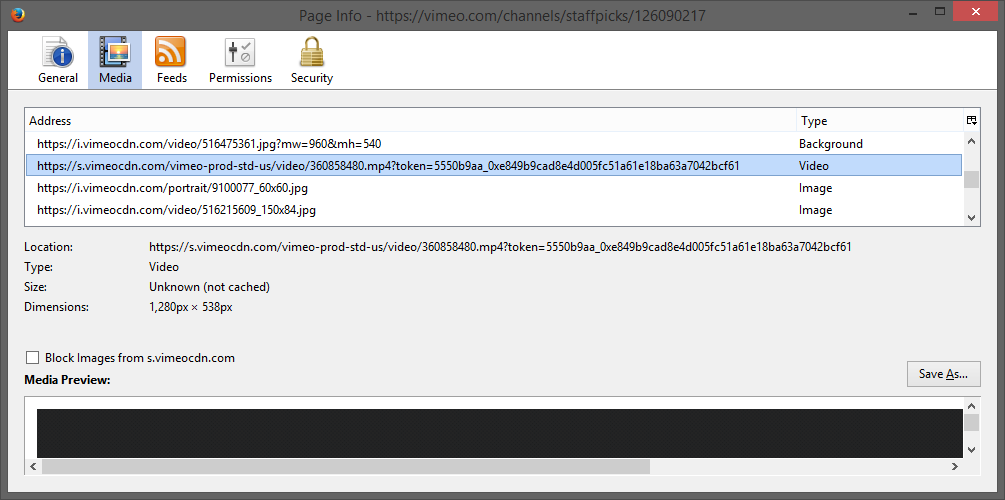 Page Info - https://vimeo.com/channels/staffpicks/126090217
General Media Feeds Permissions Security
Address Type
https://i.vimeocdn.com/video/516475361.jpg?mw=960&mh=540 Background
https://s.vimeocdn.com/vimeo-prod-std-us/video/360858480.mp4?token=5550b9aa_0xe849b9cad8e4d005fc51a61e18ba63a7042bcf61 Video
https://i.vimeocdn.com/portrait/9100077_60x60.jpg Image
https://i.vimeocdn.com/video/516215609_150x84.jpg Image
Location: https://s.vimeocdn.com/vimeo-prod-std-us/video/360858480.mp4?token=5550b9aa_0xe849b9cad8e4d005fc51a61e18ba63a7042bcf61
Type: Video
Size: Unknown (not cached)
Dimensions: 1,280px × 538px
Block Images from s.vimeocdn.com
Media Preview:
Save As...